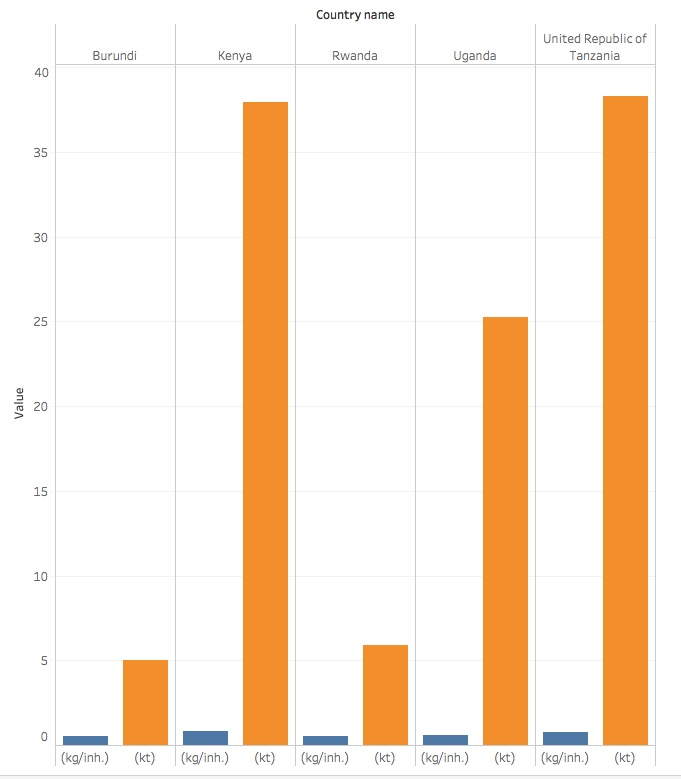 Country name
Burundi
Kenya
Rwanda
Uganda
United Republic of
Tanzania
Value
40
35
30
25
20
15
10
5
0
(kg/inh.) (kt) (kg/inh.) (kt) (kg/inh.) (kt) (kg/inh.) (kt) (kg/inh.) (kt)